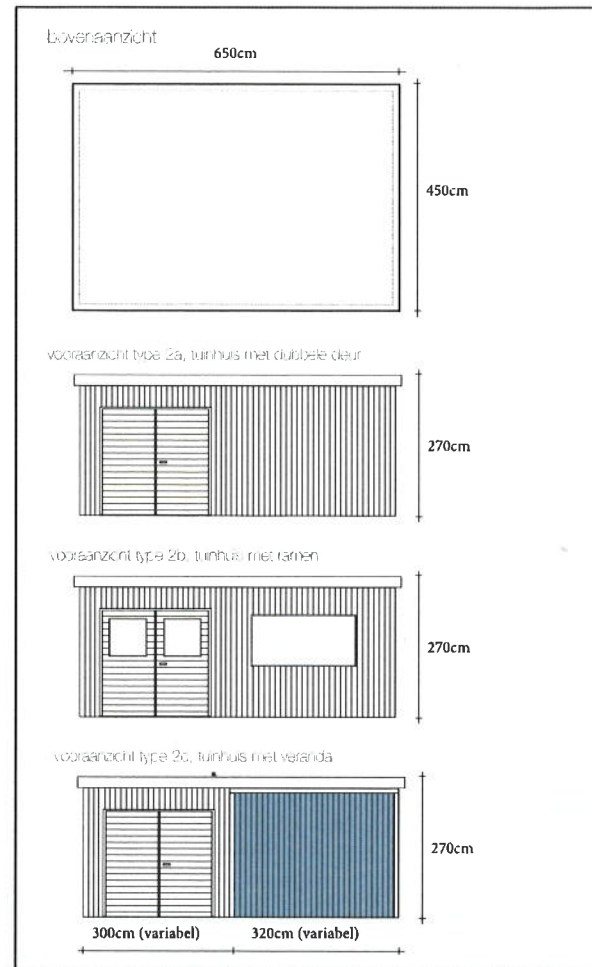 bovenaanzicht
650cm
450cm
vooraanzicht type 2a, tuinhuis met dubbele deur
270cm
vooraanzicht type 2b, tuinhuis met ramen
270cm
vooraanzicht type 2c, tuinhuis met veranda
270cm
300cm (variabel) 320cm (variabel)